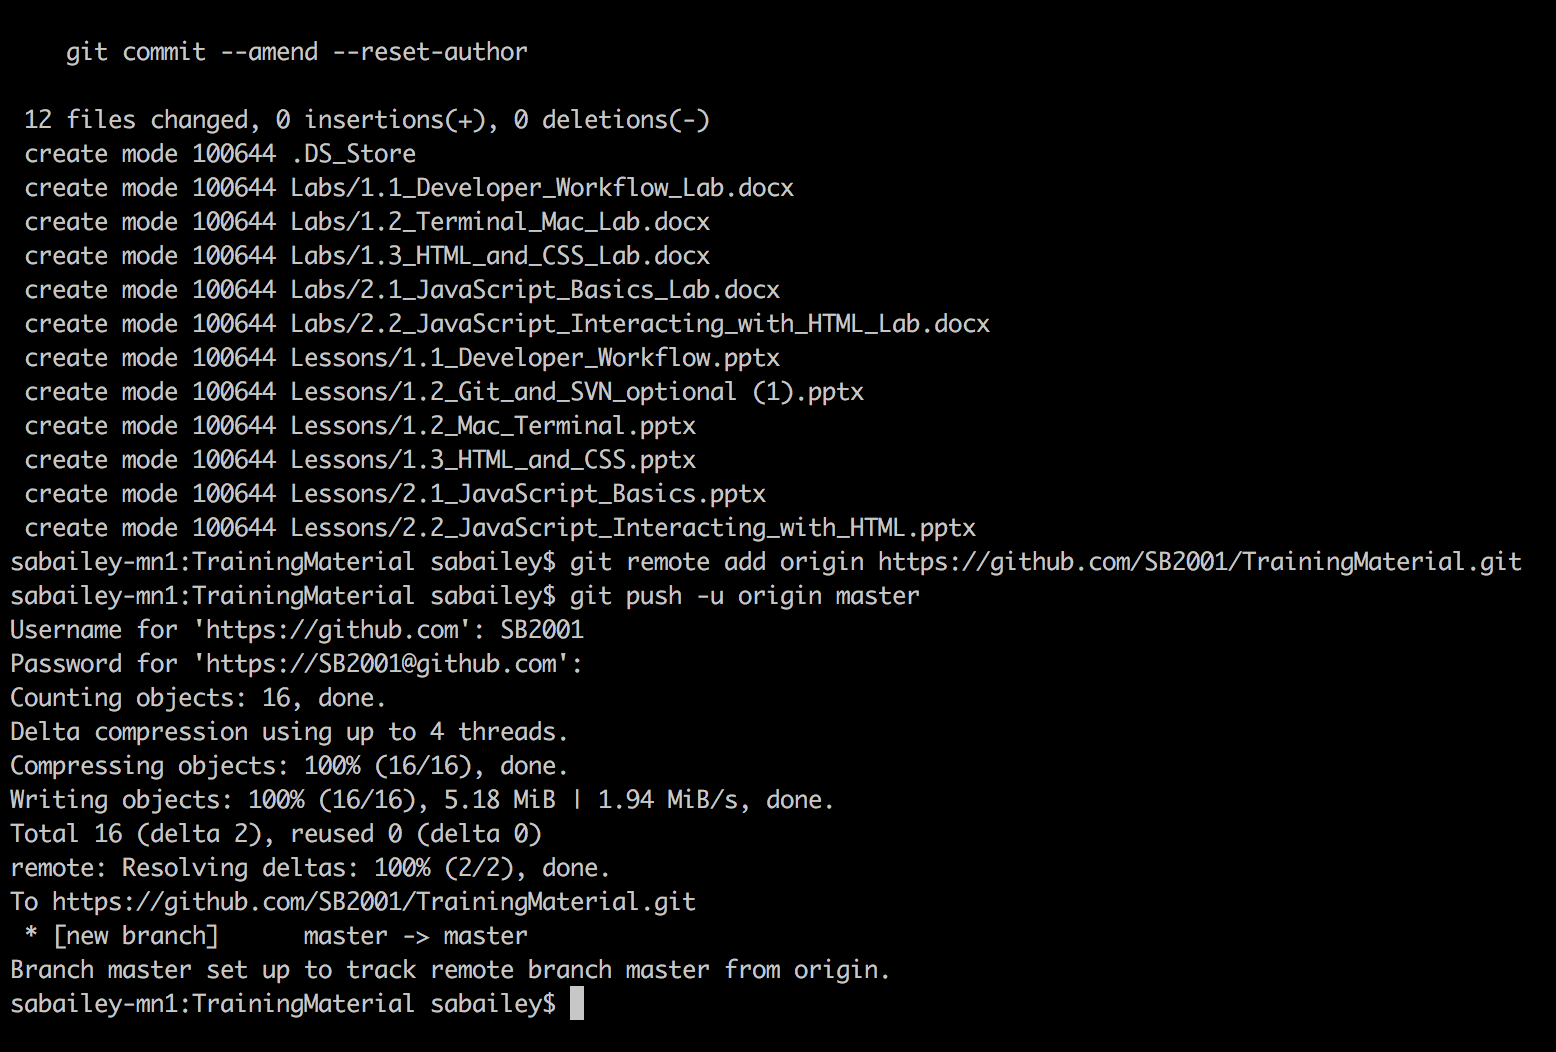 git commit --amend --reset-author
12 files changed, 0 insertions(+), 0 deletions(-)
create mode 100644 .DS_Store
create mode 100644 Labs/1.1_Developer_Workflow_Lab.docx
create mode 100644 Labs/1.2_Terminal_Mac_Lab.docx
create mode 100644 Labs/1.3_HTML_and_CSS_Lab.docx
create mode 100644 Labs/2.1_JavaScript_Basics_Lab.docx
create mode 100644 Labs/2.2_JavaScript_Interacting_with_HTML_Lab.docx
create mode 100644 Lessons/1.1_Developer_Workflow.pptx
create mode 100644 Lessons/1.2_Git_and_SVN_optional (1).pptx
create mode 100644 Lessons/1.2_Mac_Terminal.pptx
create mode 100644 Lessons/1.3_HTML_and_CSS.pptx
create mode 100644 Lessons/2.1_JavaScript_Basics.pptx
create mode 100644 Lessons/2.2_JavaScript_Interacting_with_HTML.pptx
sabailey-mn1:TrainingMaterial sabailey$ git remote add origin https://github.com/SB2001/TrainingMaterial.git
sabailey-mn1:TrainingMaterial sabailey$ git push -u origin master
Username for 'https://github.com': SB2001
Password for 'https://SB2001@github.com':
Counting objects: 16, done.
Delta compression using up to 4 threads.
Compressing objects: 100% (16/16), done.
Writing objects: 100% (16/16), 5.18 MiB | 1.94 MiB/s, done.
Total 16 (delta 2), reused 0 (delta 0)
remote: Resolving deltas: 100% (2/2), done.
To https://github.com/SB2001/TrainingMaterial.git
* [new branch]      master -> master
Branch master set up to track remote branch master from origin.
sabailey-mn1:TrainingMaterial sabailey$